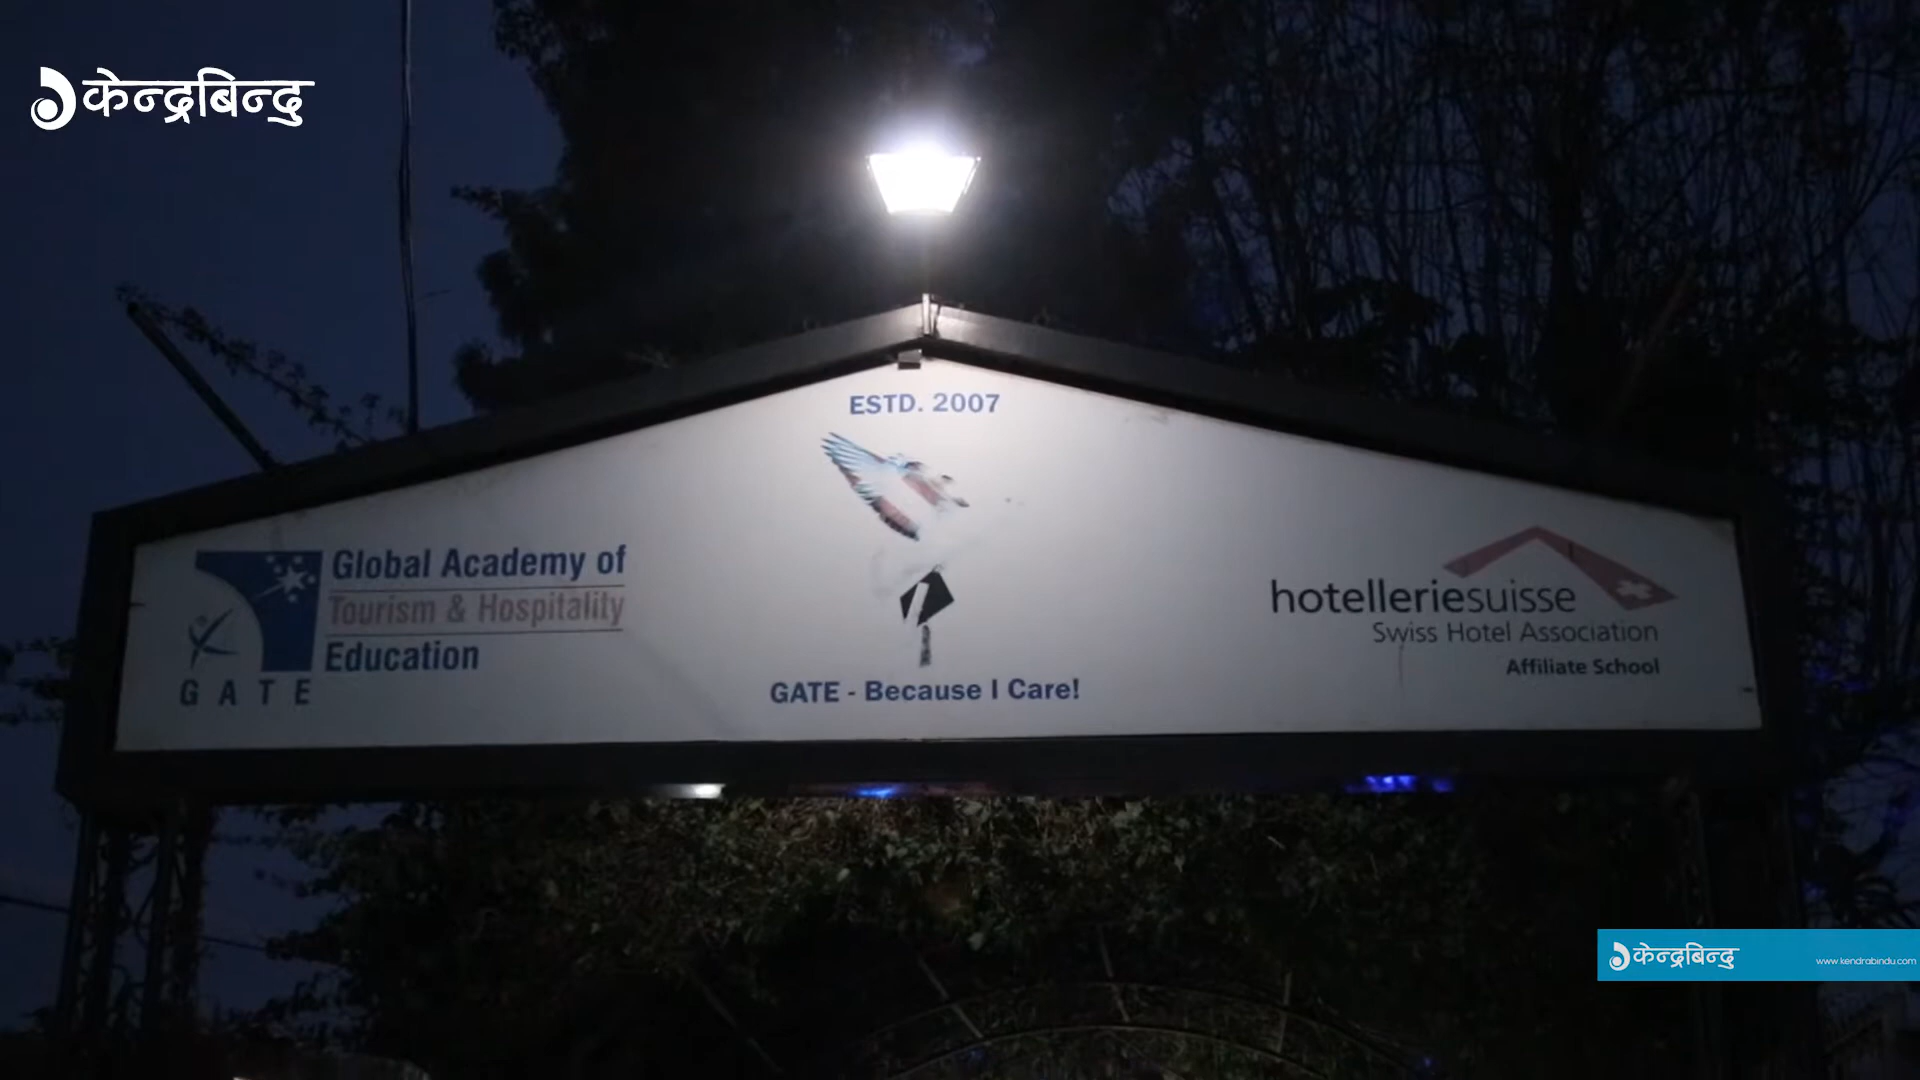 केन्द्रबिन्दु
ESTD. 2007
Global Academy of
Tourism & Hospitality
Education
GATE
GATE - Because I Care!
hotelleriesuisse
Swiss Hotel Association
Affiliate School
केन्द्रबिन्दु
www.kendrabindu.com